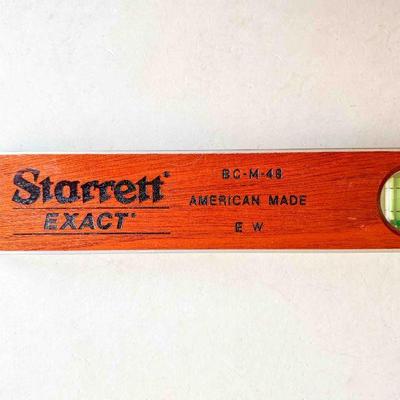 Starrett®
EXACT®
BC-M-48
AMERICAN MADE
E W